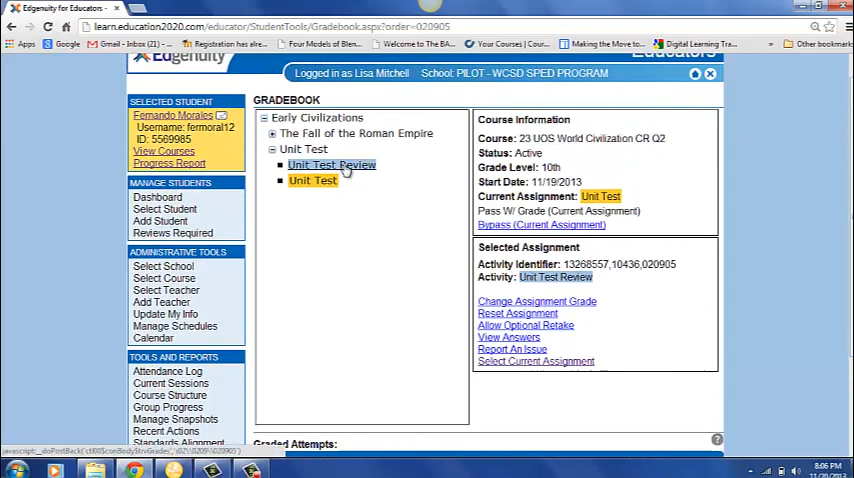 Edgenuity for Educators
learn.education2020.com/educator/StudentTools/Gradebook.aspx?order=020905
Apps
Google
Gmail - Inbox (21) -
Registration has alre...
Four Models of Blen...
Welcome to The BA...
Your Courses ( Cour...
Making the Move to...
Digital Learning Tra...
»
Other bookmarks
Edgenuity
Educators
Logged in as Lisa Mitchell School: PILOT - WCSD SPED PROGRAM
SELECTED STUDENT
Fernando Morales
Username: fermoral12
ID: 5569985
View Courses
Progress Report
MANAGE STUDENTS
Dashboard
Select Student
Add Student
Reviews Required
ADMINISTRATIVE TOOLS
Select School
Select Course
Select Teacher
Add Teacher
Update My Info
Manage Schedules
Calendar
TOOLS AND REPORTS
Attendance Log
Current Sessions
Course Structure
Group Progress
Manage Snapshots
Recent Actions
Standards Alignment
GRADEBOOK
Early Civilizations
The Fall of the Roman Empire
Unit Test
Unit Test Review
Unit Test
Course Information
Course: 23 UOS World Civilization CR Q2
Status: Active
Grade Level: 10th
Start Date: 11/19/2013
Current Assignment: Unit Test
Pass W/ Grade (Current Assignment)
Bypass (Current Assignment)
Selected Assignment
Activity Identifier: 13268557,10436,020905
Activity: Unit Test Review
Change Assignment Grade
Reset Assignment
Allow Optional Retake
View Answers
Report An Issue
Select Current Assignment
Graded Attempts:
?
8:06 PM
11/20/2013